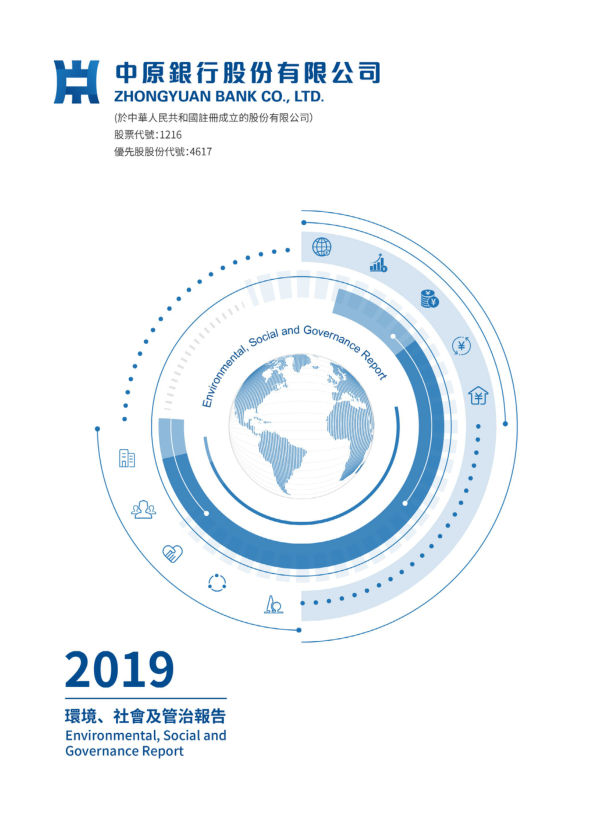 中原銀行股份有限公司
ZHONGYUAN BANK CO., LTD.
(於中華人民共和國註冊成立的股份有限公司)
股票代號：1216
優先股股份代號：4617
Environmental, Social and Governance Report
2019
環境、社會及管治報告
Environmental, Social and
Governance Report